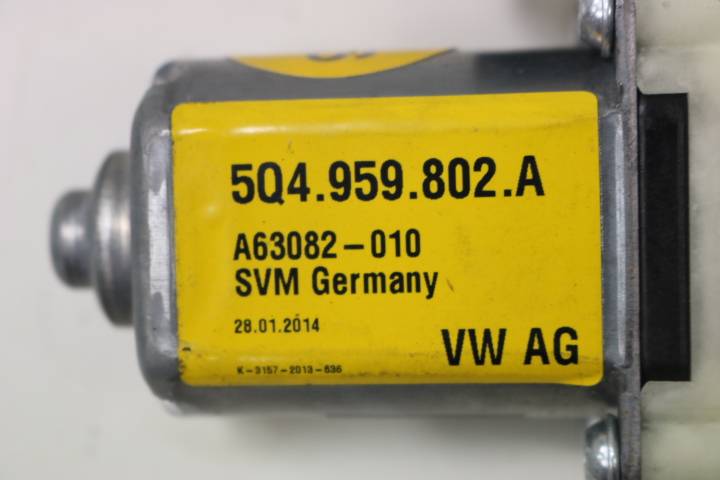 5Q4.959.802.A
A63082-010
SVM Germany
28.01.2014
VW AG
K-3157-2013-636